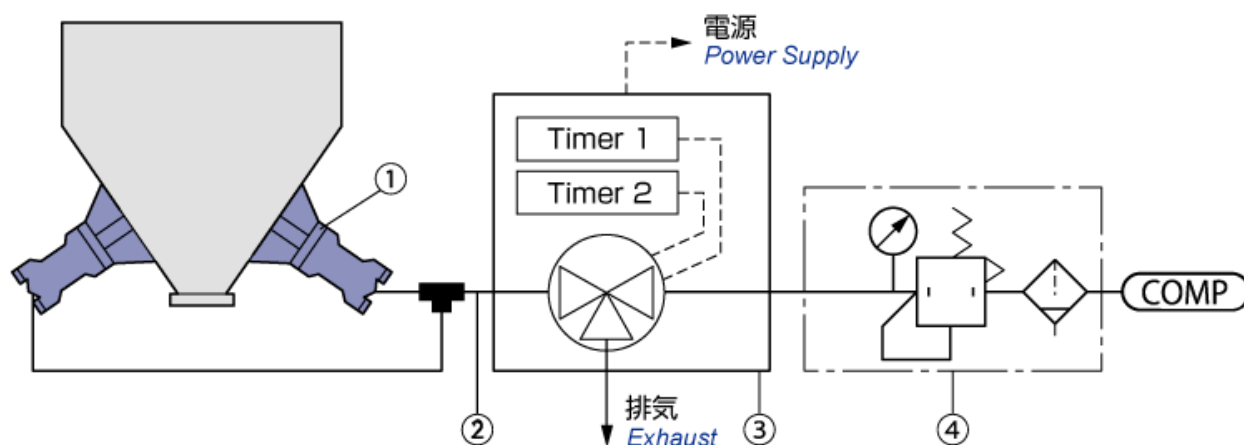 電源
Power Supply
Timer 1
Timer 2
①
COMP
②
排気
Exhaust
③
④